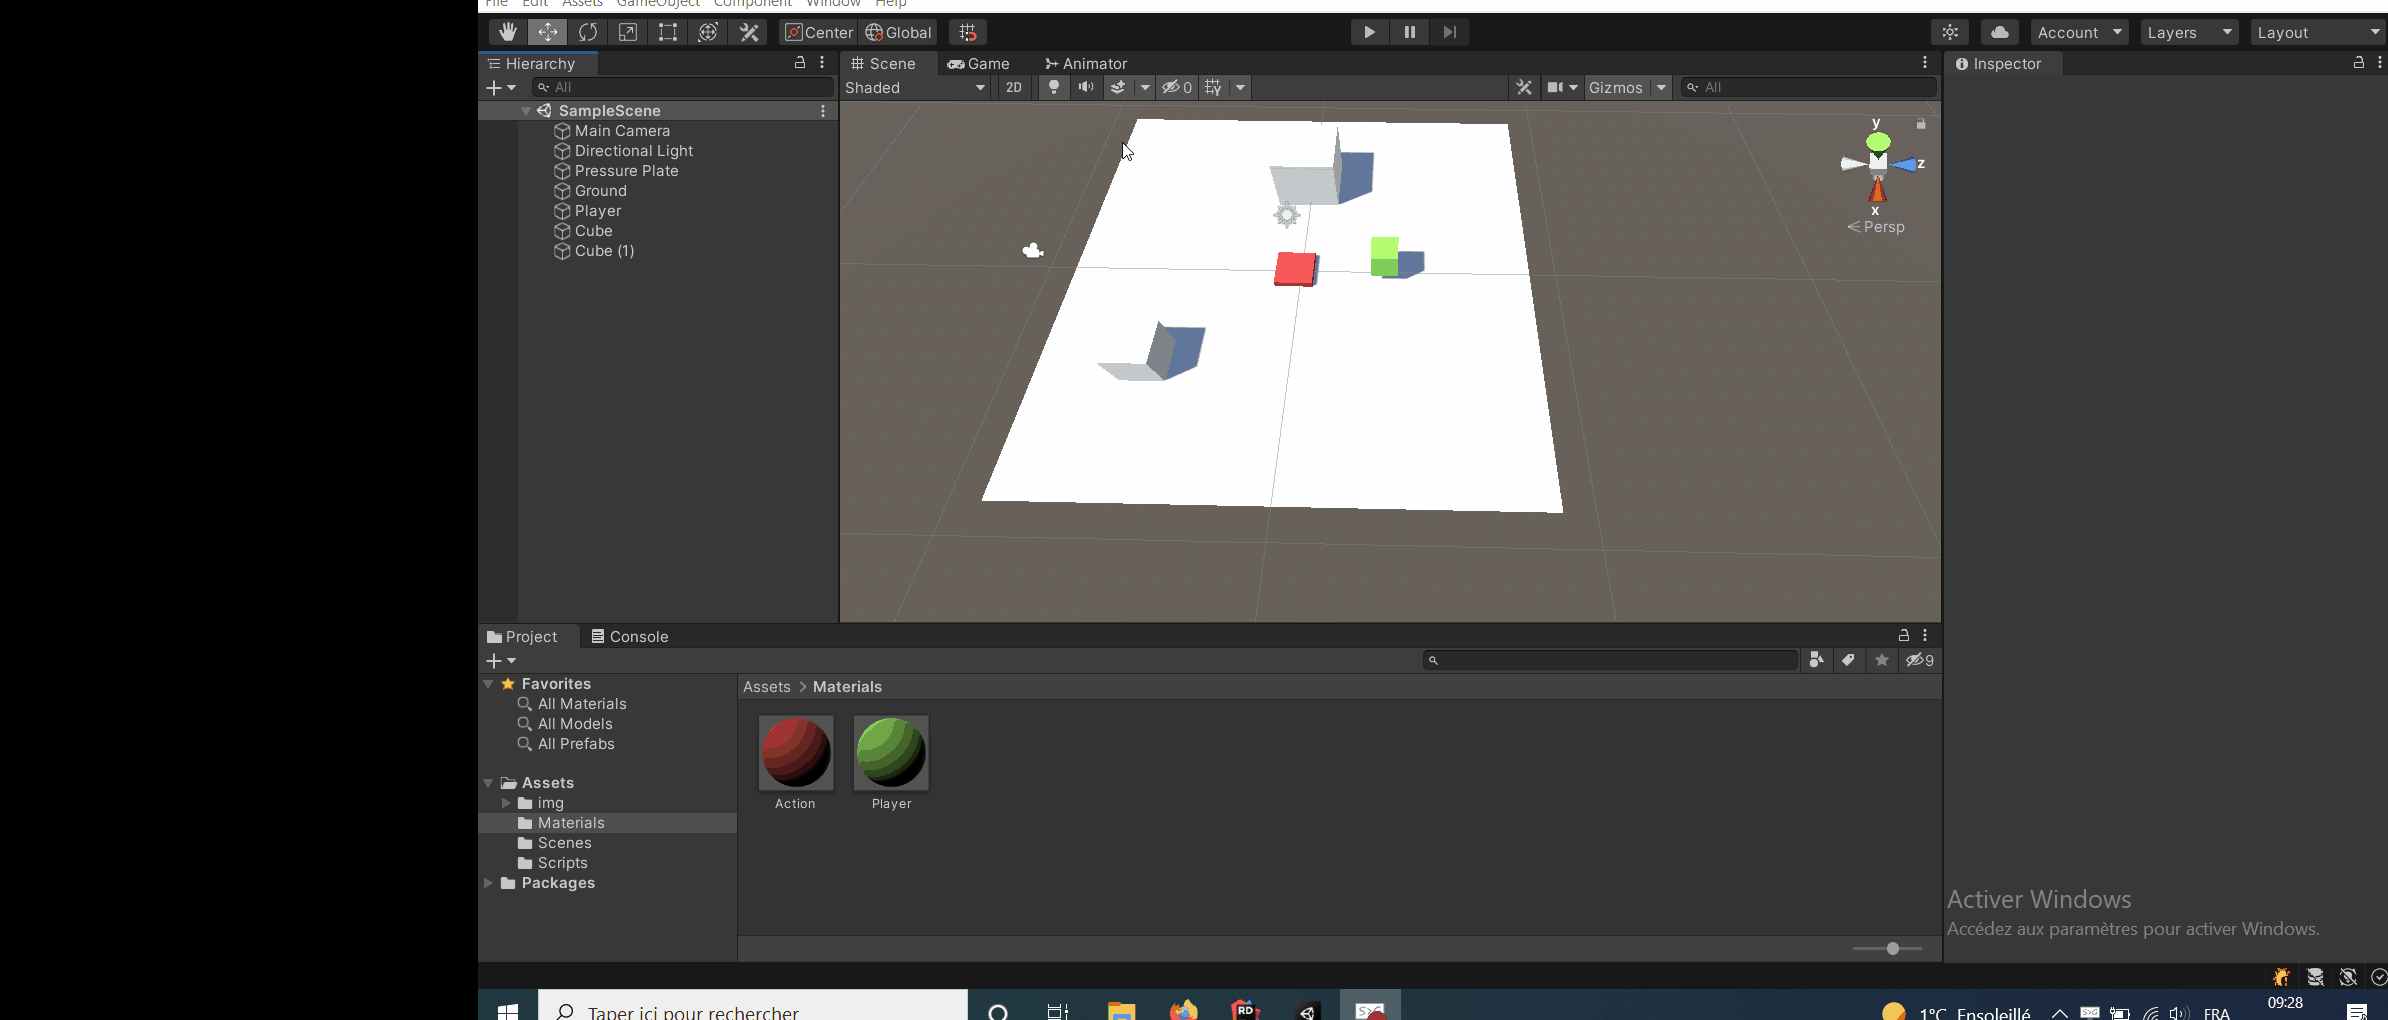 File Edit Assets GameObject Component Window Help
Center Global
Account Layers Layout
Hierarchy
All
SampleScene
Main Camera
Directional Light
Pressure Plate
Ground
Player
Cube
Cube (1)
Scene Game Animator
Shaded 2D 0 Gizmos All
y
z
x
Persp
Inspector
Project Console
9
Favorites
All Materials
All Models
All Prefabs
Assets
img
Materials
Scenes
Scripts
Packages
Assets > Materials
Action Player
Activer Windows
Accédez aux paramètres pour activer Windows.
Taper ici pour rechercher
RD
1°C Ensoleillé FRA 09:28